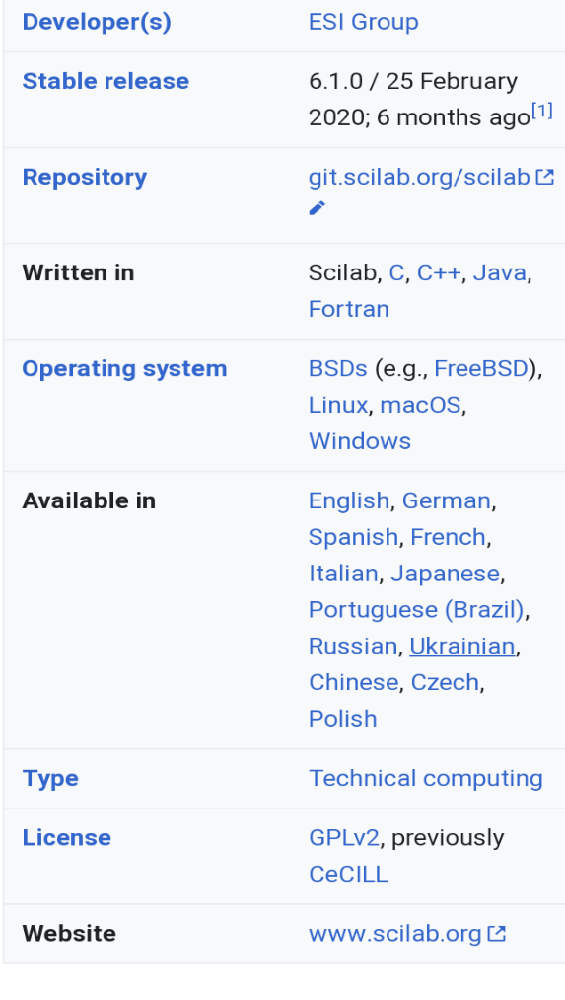 Developer(s) ESI Group
Stable release 6.1.0 / 25 February
2020; 6 months ago[1]
Repository git.scilab.org/scilab
Written in Scilab, C, C++, Java,
Fortran
Operating system BSDs (e.g., FreeBSD),
Linux, macOS,
Windows
Available in English, German,
Spanish, French,
Italian, Japanese,
Portuguese (Brazil),
Russian, Ukrainian,
Chinese, Czech,
Polish
Type Technical computing
License GPLv2, previously
CeCILL
Website www.scilab.org